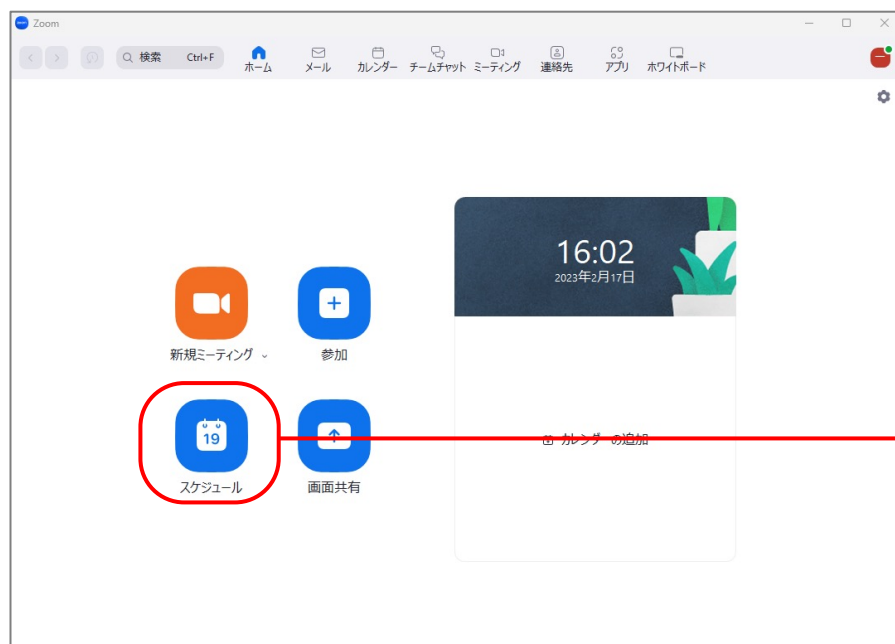 Zoom
検索 Ctrl+F
ホーム
メール
カレンダー
チームチャット
ミーティング
連絡先
アプリ
ホワイトボード
16:02
2023年2月17日
新規ミーティング
参加
19
スケジュール
画面共有
カレンダーの追加